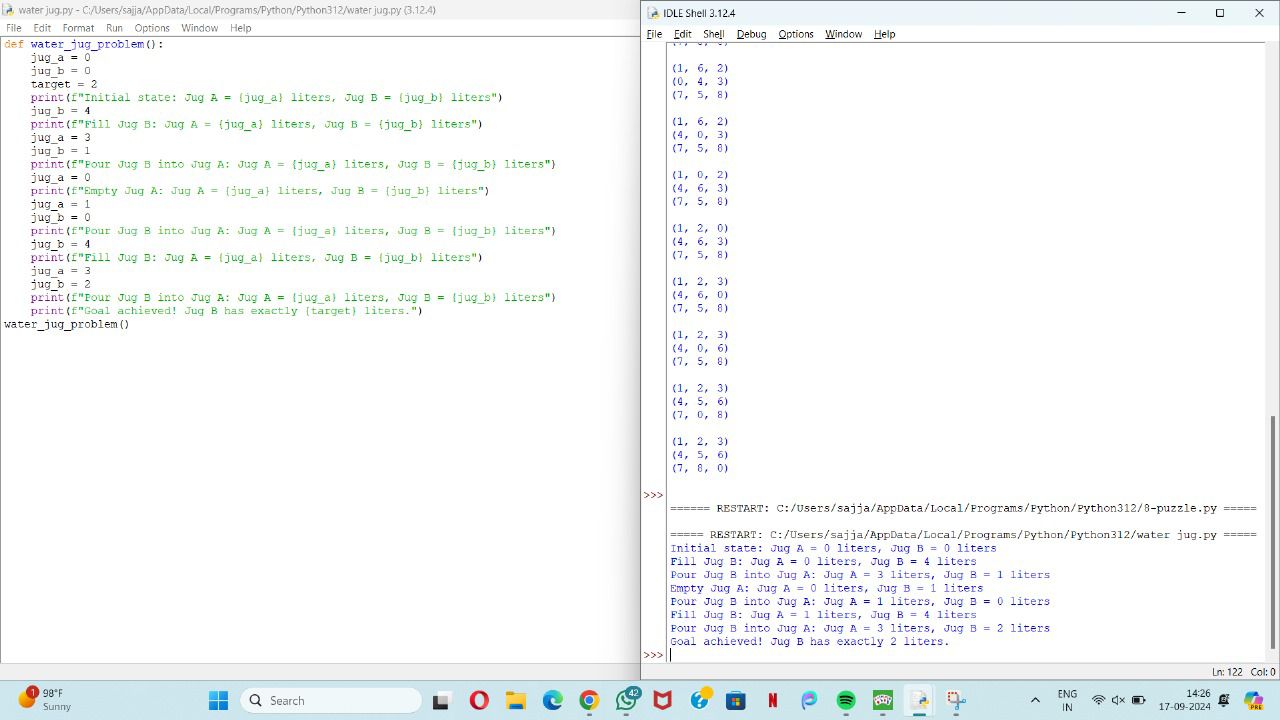 water jug.py - C:/Users/sajja/AppData/Local/Programs/Python/Python312/water jug.py (3.12.4)
File Edit Format Run Options Window Help
def water_jug_problem():
    jug_a = 0
    jug_b = 0
    target = 2
    print(f"Initial state: Jug A = {jug_a} liters, Jug B = {jug_b} liters")
    jug_b = 4
    print(f"Fill Jug B: Jug A = {jug_a} liters, Jug B = {jug_b} liters")
    jug_a = 3
    jug_b = 1
    print(f"Pour Jug B into Jug A: Jug A = {jug_a} liters, Jug B = {jug_b} liters")
    jug_a = 0
    print(f"Empty Jug A: Jug A = {jug_a} liters, Jug B = {jug_b} liters")
    jug_a = 1
    jug_b = 0
    print(f"Pour Jug B into Jug A: Jug A = {jug_a} liters, Jug B = {jug_b} liters")
    jug_b = 4
    print(f"Fill Jug B: Jug A = {jug_a} liters, Jug B = {jug_b} liters")
    jug_a = 3
    jug_b = 2
    print(f"Pour Jug B into Jug A: Jug A = {jug_a} liters, Jug B = {jug_b} liters")
    print(f"Goal achieved! Jug B has exactly {target} liters.")
water_jug_problem()
IDLE Shell 3.12.4
File Edit Shell Debug Options Window Help
(1, 6, 2)
(0, 4, 3)
(7, 5, 8)
(1, 6, 2)
(4, 0, 3)
(7, 5, 8)
(1, 0, 2)
(4, 6, 3)
(7, 5, 8)
(1, 2, 0)
(4, 6, 3)
(7, 5, 8)
(1, 2, 3)
(4, 6, 0)
(7, 5, 8)
(1, 2, 3)
(4, 0, 6)
(7, 5, 8)
(1, 2, 3)
(4, 5, 6)
(7, 0, 8)
(1, 2, 3)
(4, 5, 6)
(7, 8, 0)
>>>
====== RESTART: C:/Users/sajja/AppData/Local/Programs/Python/Python312/8-puzzle.py =====
===== RESTART: C:/Users/sajja/AppData/Local/Programs/Python/Python312/water jug.py =====
Initial state: Jug A = 0 liters, Jug B = 0 liters
Fill Jug B: Jug A = 0 liters, Jug B = 4 liters
Pour Jug B into Jug A: Jug A = 3 liters, Jug B = 1 liters
Empty Jug A: Jug A = 0 liters, Jug B = 1 liters
Pour Jug B into Jug A: Jug A = 1 liters, Jug B = 0 liters
Fill Jug B: Jug A = 1 liters, Jug B = 4 liters
Pour Jug B into Jug A: Jug A = 3 liters, Jug B = 2 liters
Goal achieved! Jug B has exactly 2 liters.
>>>
Ln: 122 Col: 0
1
98°F
Sunny
Search
42
ENG
IN
14:26
17-09-2024
PRE